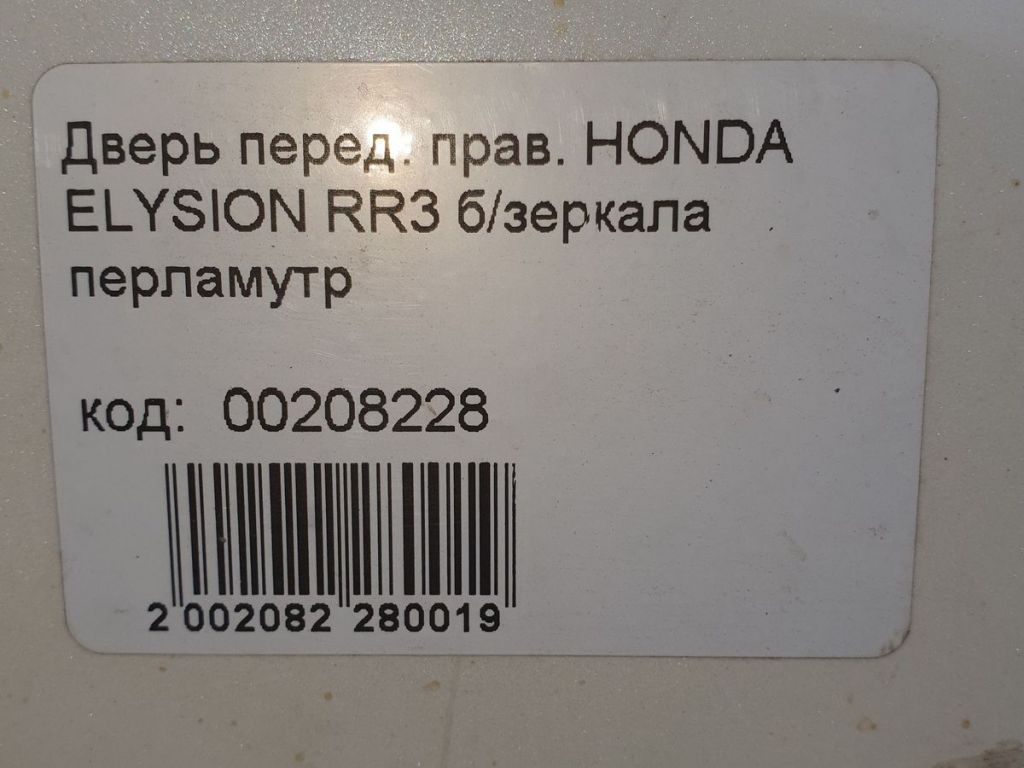 Дверь перед. прав. HONDA
ELYSION RR3 б/зеркала
перламутр
код: 00208228
2 002082 280019